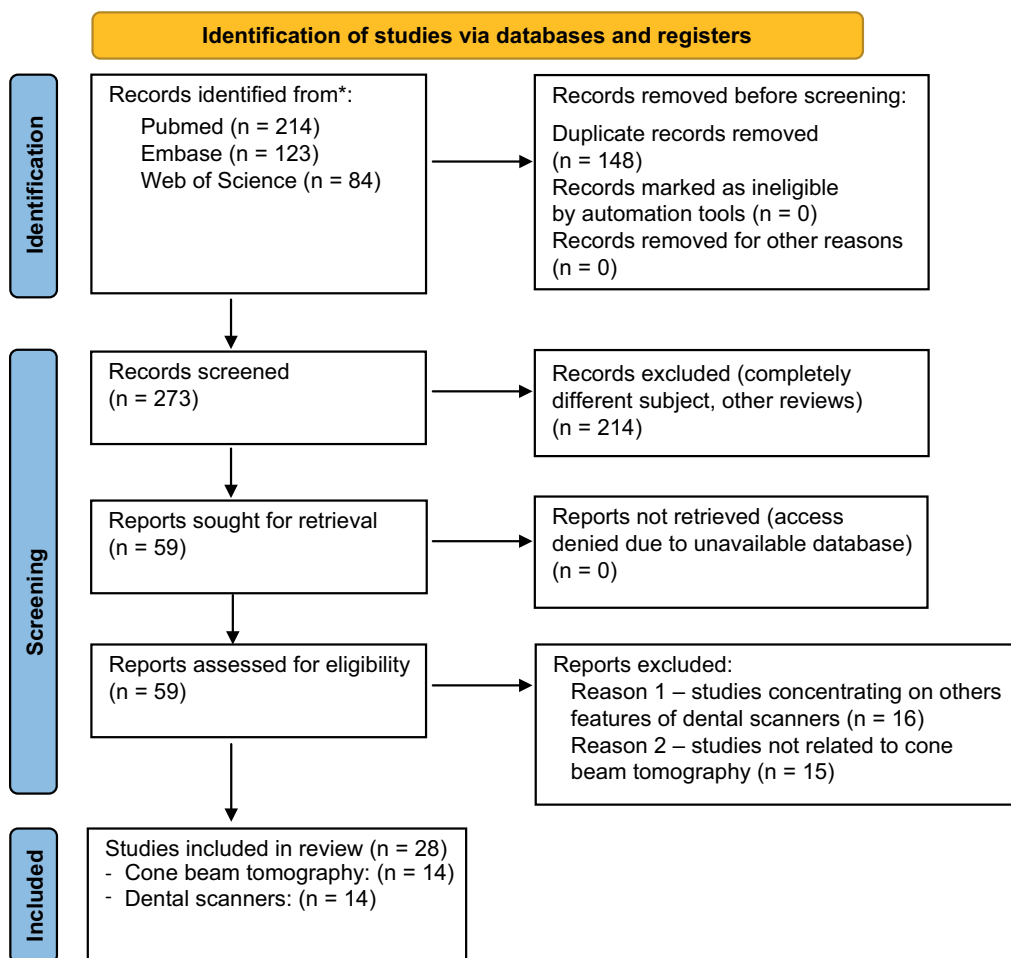 Identification of studies via databases and registers
Identification
Records identified from*:
Pubmed (n = 214)
Embase (n = 123)
Web of Science (n = 84)
Records removed before screening:
Duplicate records removed
(n = 148)
Records marked as ineligible
by automation tools (n = 0)
Records removed for other reasons
(n = 0)
Screening
Records screened
(n = 273)
Records excluded (completely
different subject, other reviews)
(n = 214)
Reports sought for retrieval
(n = 59)
Reports not retrieved (access
denied due to unavailable database)
(n = 0)
Reports assessed for eligibility
(n = 59)
Reports excluded:
Reason 1 – studies concentrating on others
features of dental scanners (n = 16)
Reason 2 – studies not related to cone
beam tomography (n = 15)
Included
Studies included in review (n = 28)
- Cone beam tomography: (n = 14)
- Dental scanners: (n = 14)